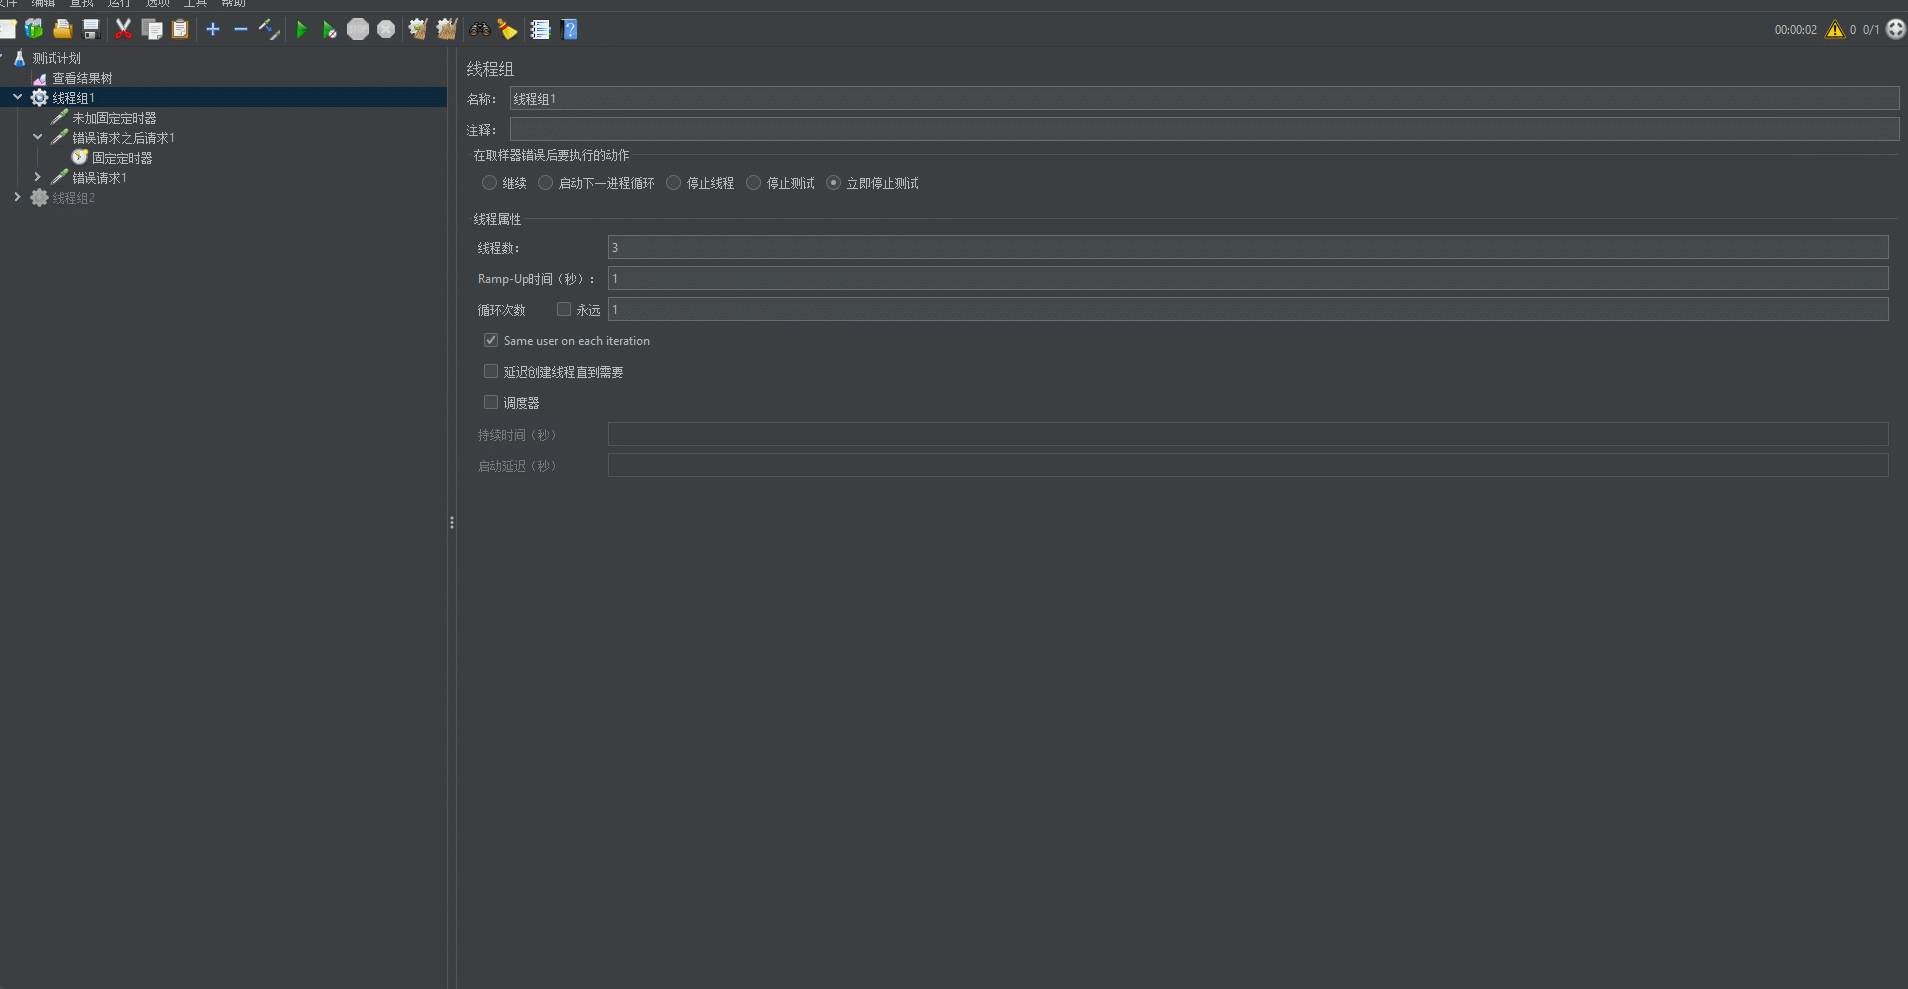 文件 编辑 查找 运行 选项 工具 帮助
00:00:02 0 0/1
测试计划
查看结果树
线程组1
未加固定定时器
错误请求之后请求1
固定定时器
错误请求1
线程组2
线程组
名称： 线程组1
注释：
在取样器错误后要执行的动作
继续 启动下一进程循环 停止线程 停止测试 立即停止测试
线程属性
线程数： 3
Ramp-Up时间（秒）： 1
循环次数 永远 1
Same user on each iteration
延迟创建线程直到需要
调度器
持续时间（秒）
启动延迟（秒）